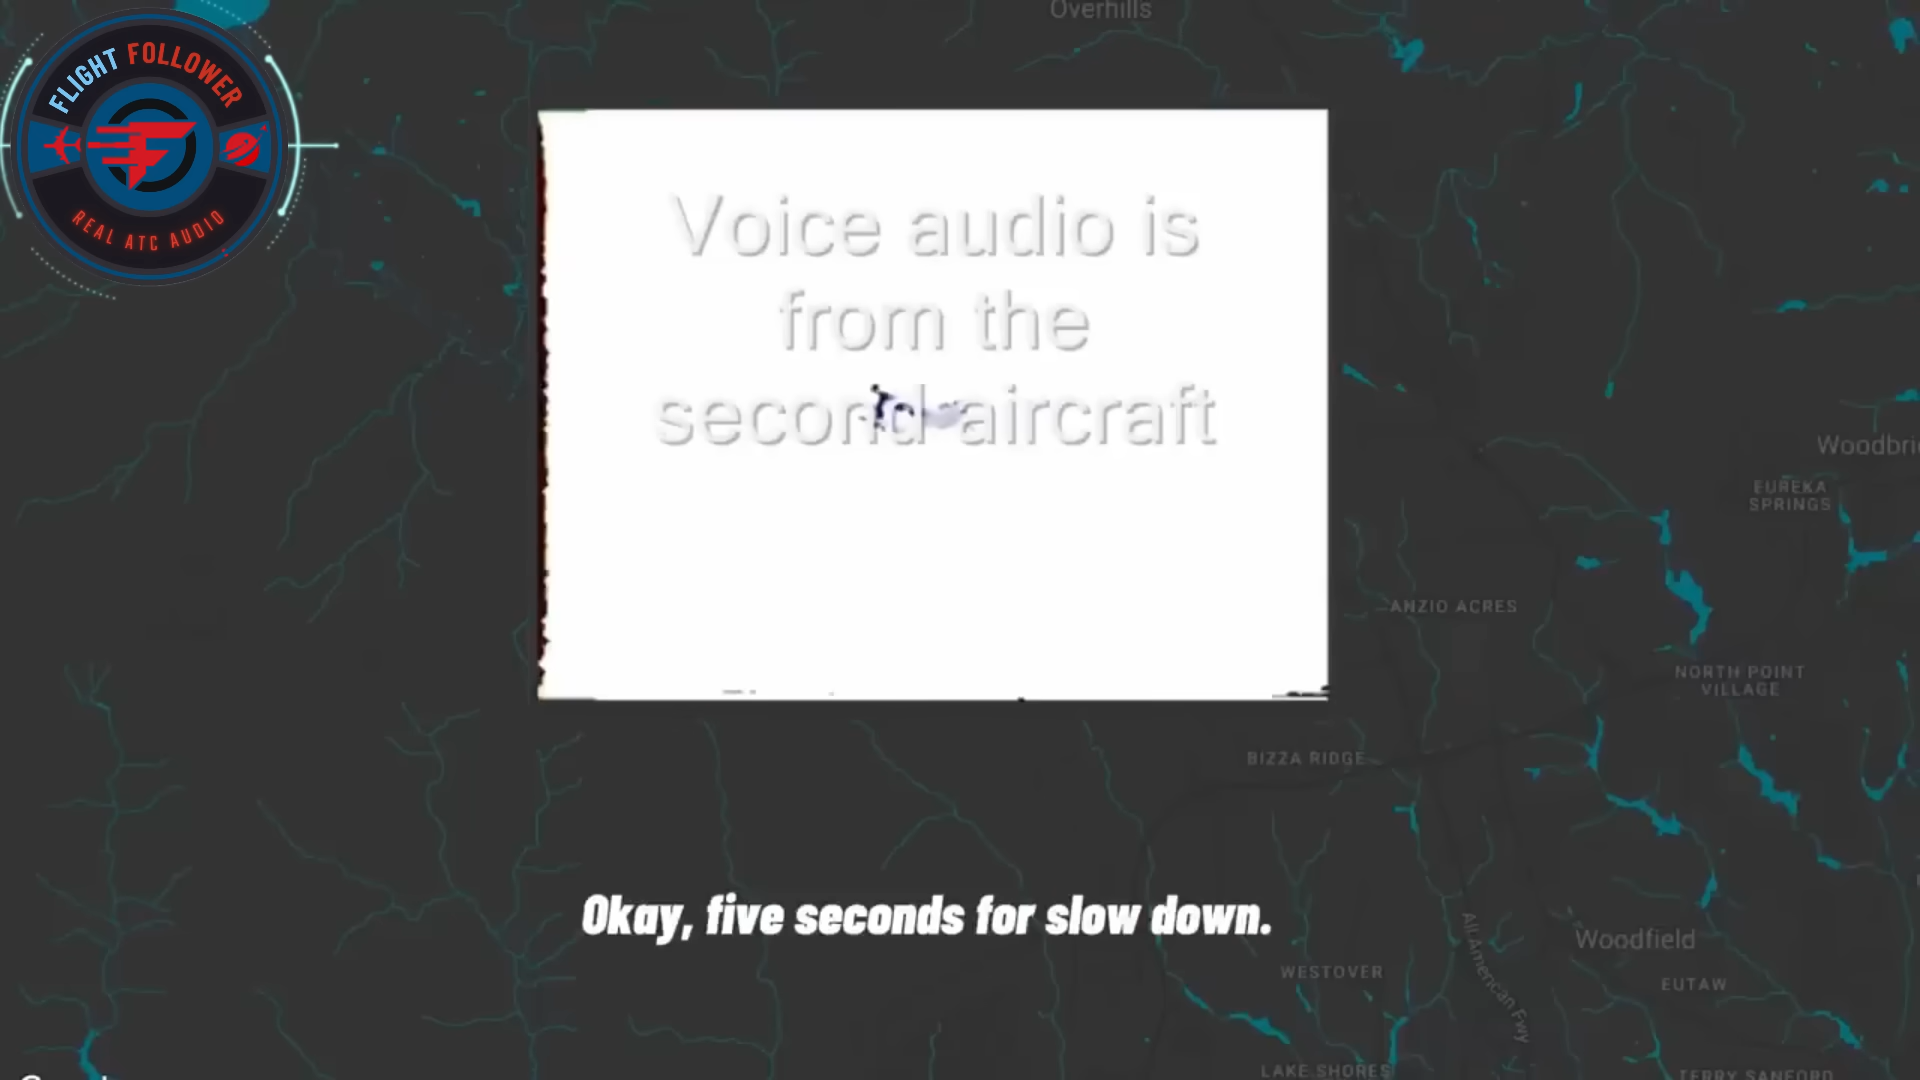 Overhills
FLIGHT FOLLOWER
REAL ATC AUDIO
Voice audio is
from the
second aircraft
EUREKA
SPRINGS
ANZIO ACRES
NORTH POINT
VILLAGE
BIZZA RIDGE
Okay, five seconds for slow down.
All American Fwy
Woodfield
WESTOVER
EUTAW
LAKE SHORES
TERRY SANFORD